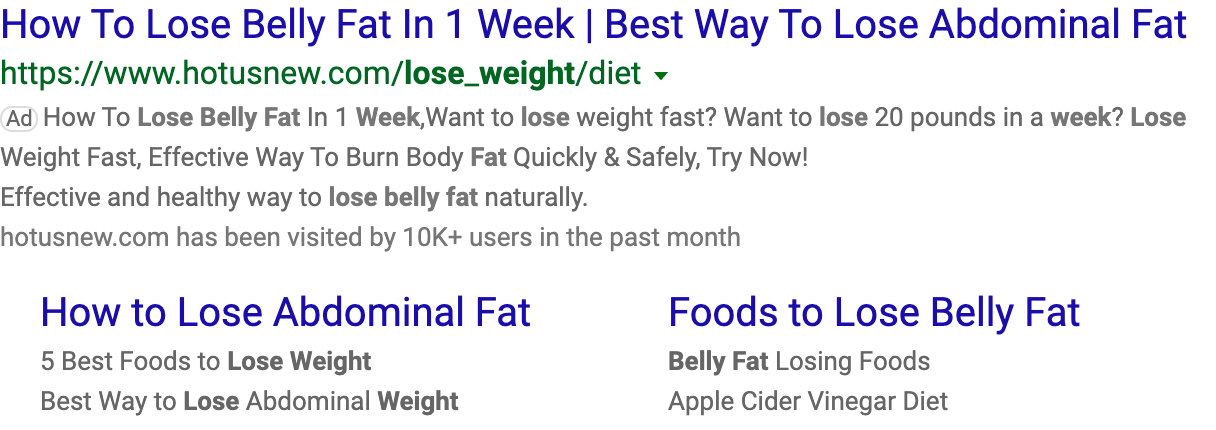 How To Lose Belly Fat In 1 Week | Best Way To Lose Abdominal Fat
https://www.hotusnew.com/lose_weight/diet
Ad How To Lose Belly Fat In 1 Week,Want to lose weight fast? Want to lose 20 pounds in a week? Lose
Weight Fast, Effective Way To Burn Body Fat Quickly & Safely, Try Now!
Effective and healthy way to lose belly fat naturally.
hotusnew.com has been visited by 10K+ users in the past month
How to Lose Abdominal Fat
5 Best Foods to Lose Weight
Best Way to Lose Abdominal Weight
Foods to Lose Belly Fat
Belly Fat Losing Foods
Apple Cider Vinegar Diet